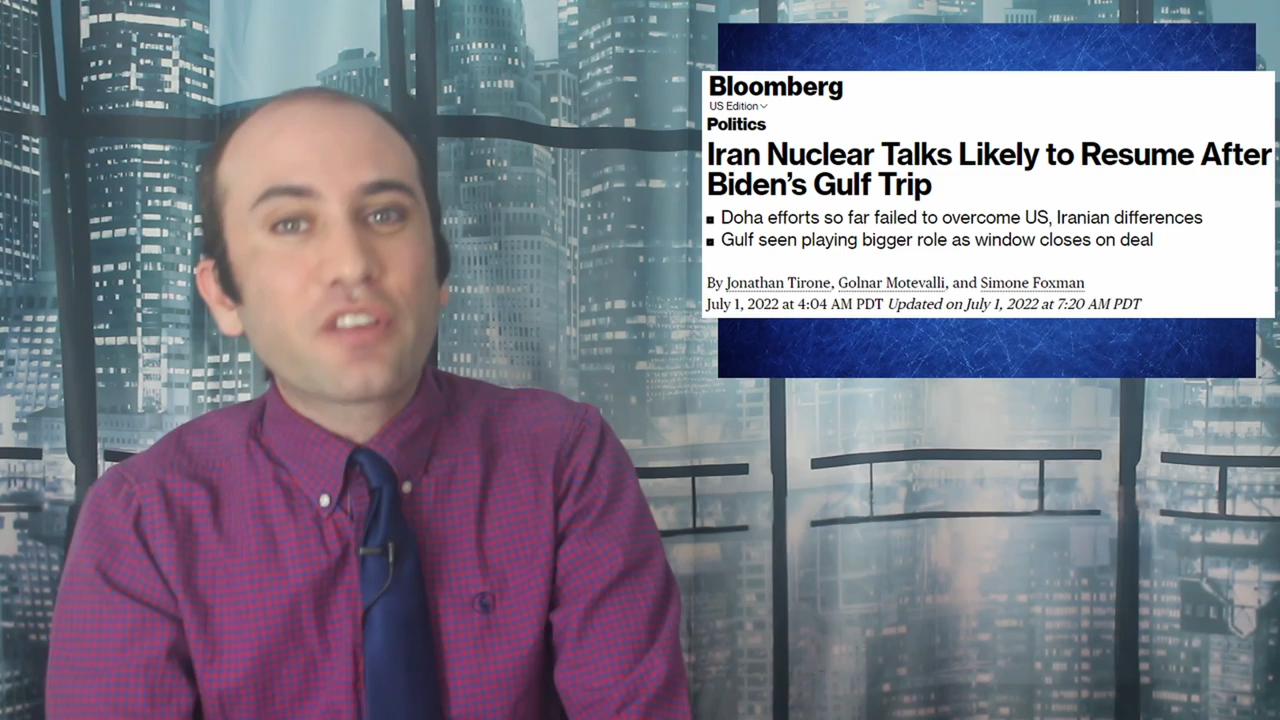 Bloomberg
US Edition
Politics
Iran Nuclear Talks Likely to Resume After
Biden's Gulf Trip
Doha efforts so far failed to overcome US, Iranian differences
Gulf seen playing bigger role as window closes on deal
By Jonathan Tirone, Golnar Motevalli, and Simone Foxman
July 1, 2022 at 4:04 AM PDT Updated on July 1, 2022 at 7:20 AM PDT